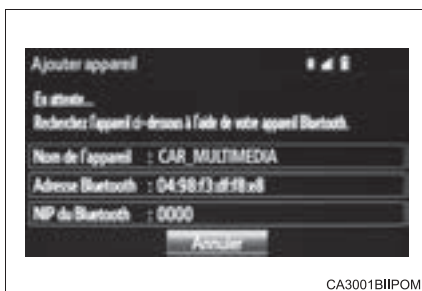 Ajouter appareil
En attente...
Recherchez l'appareil ci-dessous à l'aide de votre appareil Bluetooth.
Nom de l'appareil : CAR_MULTIMEDIA
Adresse Bluetooth : 04:98:f3:df:f8:e8
NIP du Bluetooth : 0000
Annuler
CA3001BIIPOM